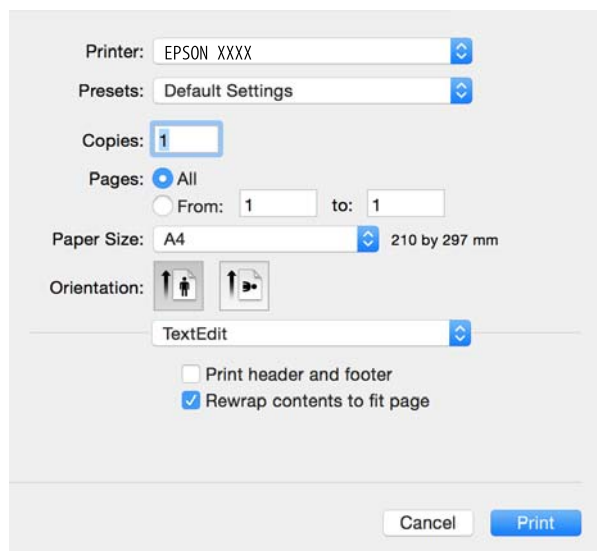 Printer: EPSON XXXX
Presets: Default Settings
Copies: 1
Pages: All
From: 1 to: 1
Paper Size: A4 210 by 297 mm
Orientation:
TextEdit
Print header and footer
Rewrap contents to fit page
Cancel Print